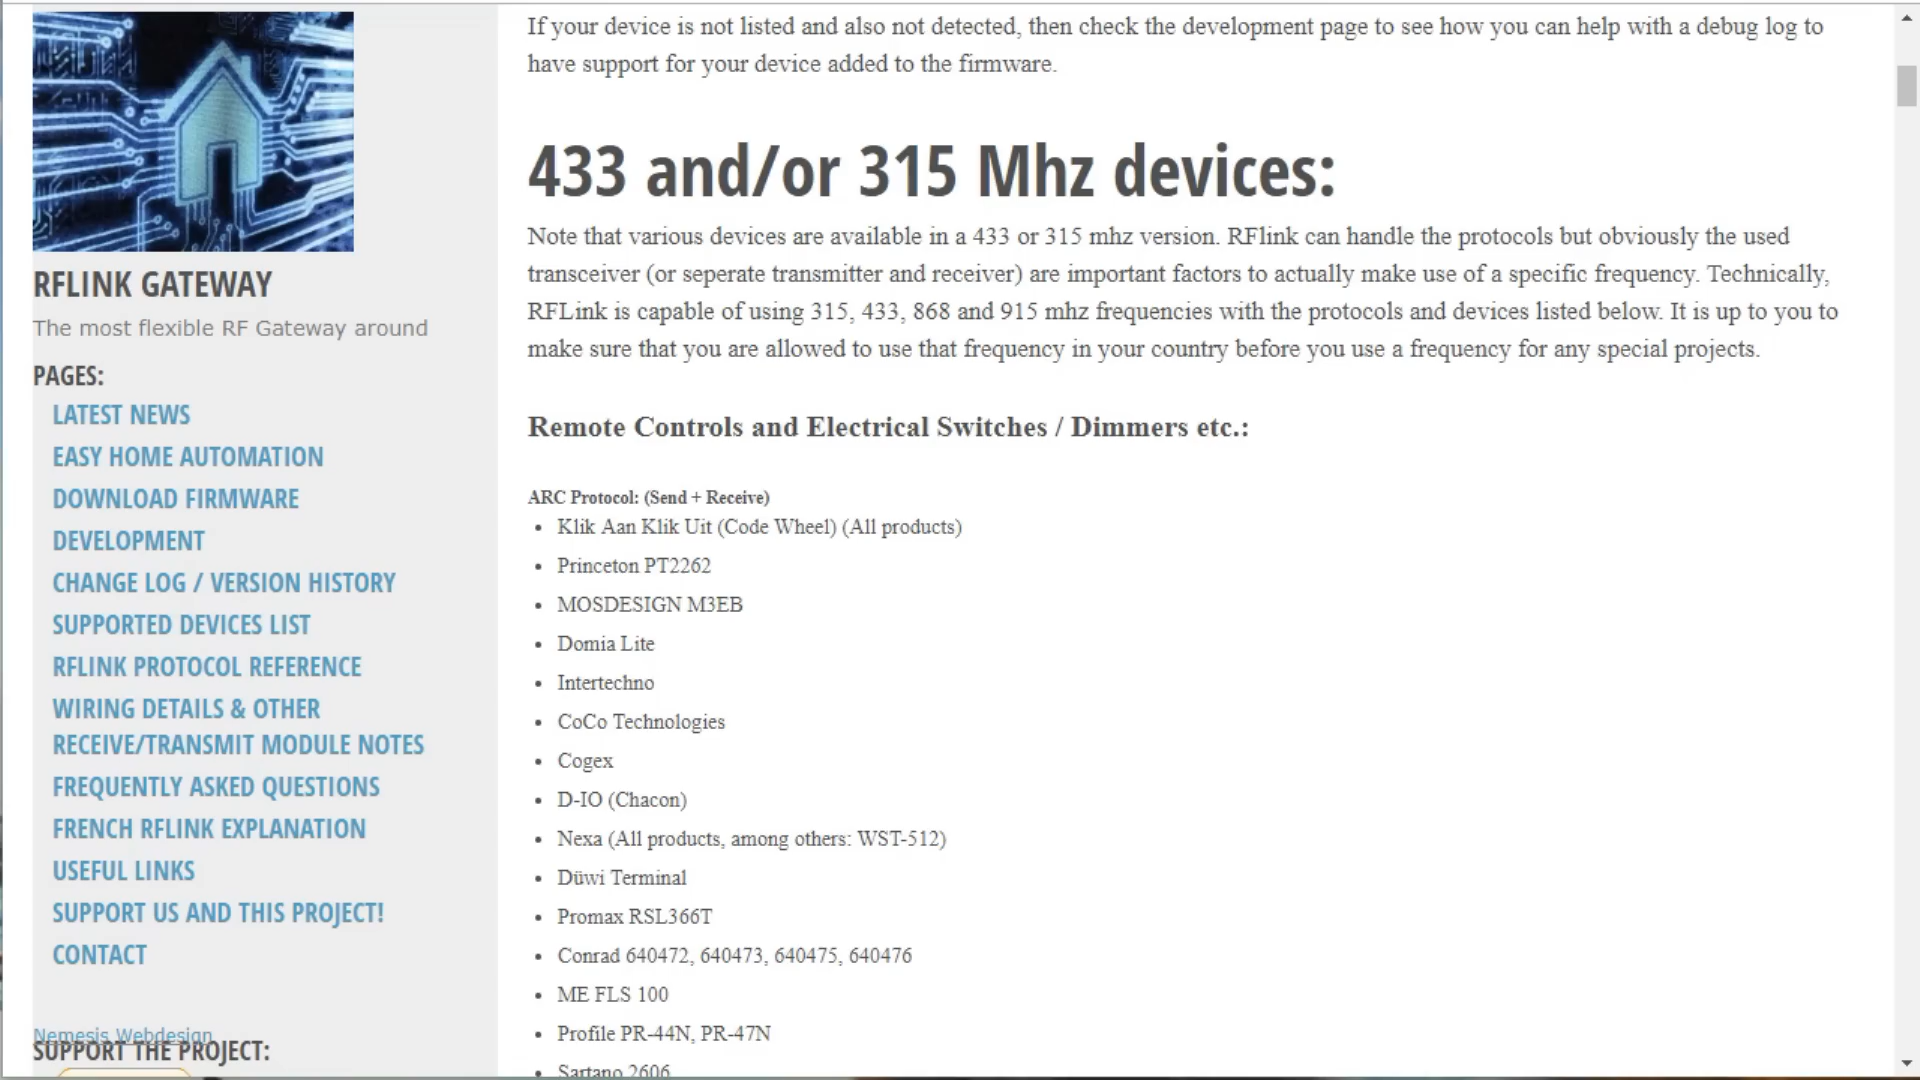 If your device is not listed and also not detected, then check the development page to see how you can help with a debug log to
have support for your device added to the firmware.
433 and/or 315 Mhz devices:
Note that various devices are available in a 433 or 315 mhz version. RFlink can handle the protocols but obviously the used
transceiver (or seperate transmitter and receiver) are important factors to actually make use of a specific frequency. Technically,
RFLink is capable of using 315, 433, 868 and 915 mhz frequencies with the protocols and devices listed below. It is up to you to
make sure that you are allowed to use that frequency in your country before you use a frequency for any special projects.
Remote Controls and Electrical Switches / Dimmers etc.:
ARC Protocol: (Send + Receive)
• Klik Aan Klik Uit (Code Wheel) (All products)
• Princeton PT2262
• MOSDESIGN M3EB
• Domia Lite
• Intertechno
• CoCo Technologies
• Cogex
• D-IO (Chacon)
• Nexa (All products, among others: WST-512)
• Düwi Terminal
• Promax RSL366T
• Conrad 640472, 640473, 640475, 640476
• ME FLS 100
• Profile PR-44N, PR-47N
• Sartano 2606
RFLINK GATEWAY
The most flexible RF Gateway around
PAGES:
LATEST NEWS
EASY HOME AUTOMATION
DOWNLOAD FIRMWARE
DEVELOPMENT
CHANGE LOG / VERSION HISTORY
SUPPORTED DEVICES LIST
RFLINK PROTOCOL REFERENCE
WIRING DETAILS & OTHER
RECEIVE/TRANSMIT MODULE NOTES
FREQUENTLY ASKED QUESTIONS
FRENCH RFLINK EXPLANATION
USEFUL LINKS
SUPPORT US AND THIS PROJECT!
CONTACT
Nemesis Webdesign
SUPPORT THE PROJECT: